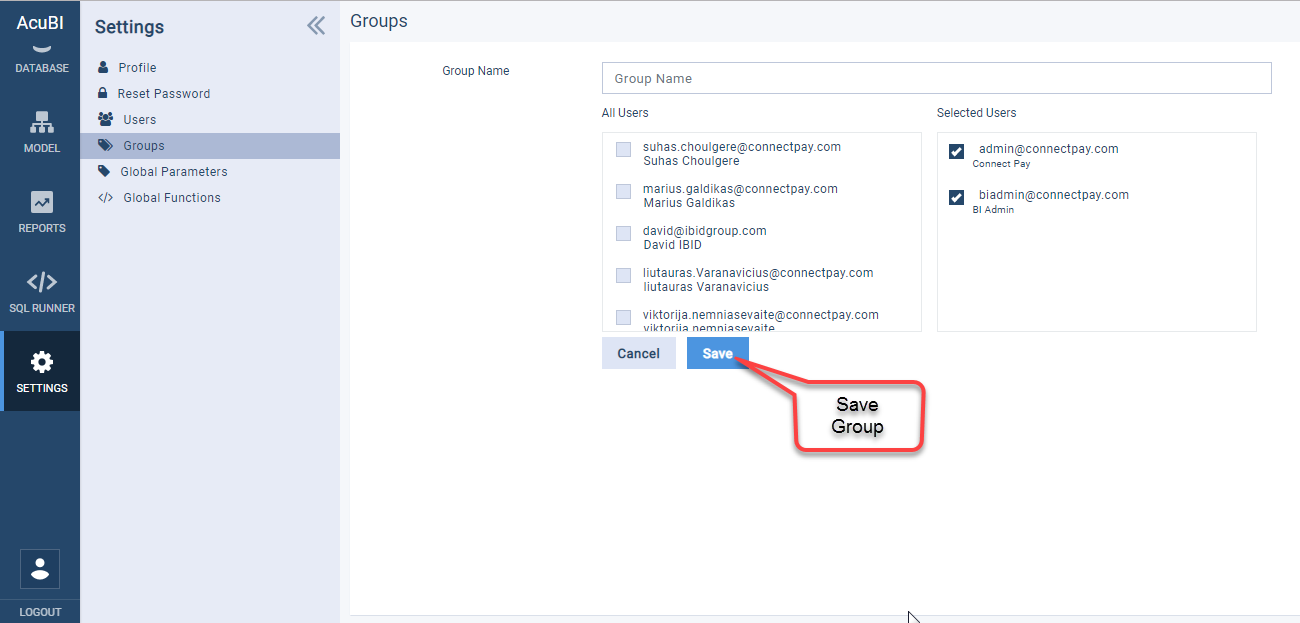 AcuBI
DATABASE
MODEL
REPORTS
SQL RUNNER
SETTINGS
LOGOUT
Settings
Profile
Reset Password
Users
Groups
Global Parameters
Global Functions
Groups
Group Name
Group Name
All Users
suhas.choulgere@connectpay.com
Suhas Choulgere
marius.galdikas@connectpay.com
Marius Galdikas
david@ibidgroup.com
David IBID
liutauras.Varanavicius@connectpay.com
liutauras Varanavicius
viktorija.nemniasevaite@connectpay.com
viktorija.nemniasevaite
Selected Users
admin@connectpay.com
Connect Pay
biadmin@connectpay.com
BI Admin
Cancel
Save
Save
Group